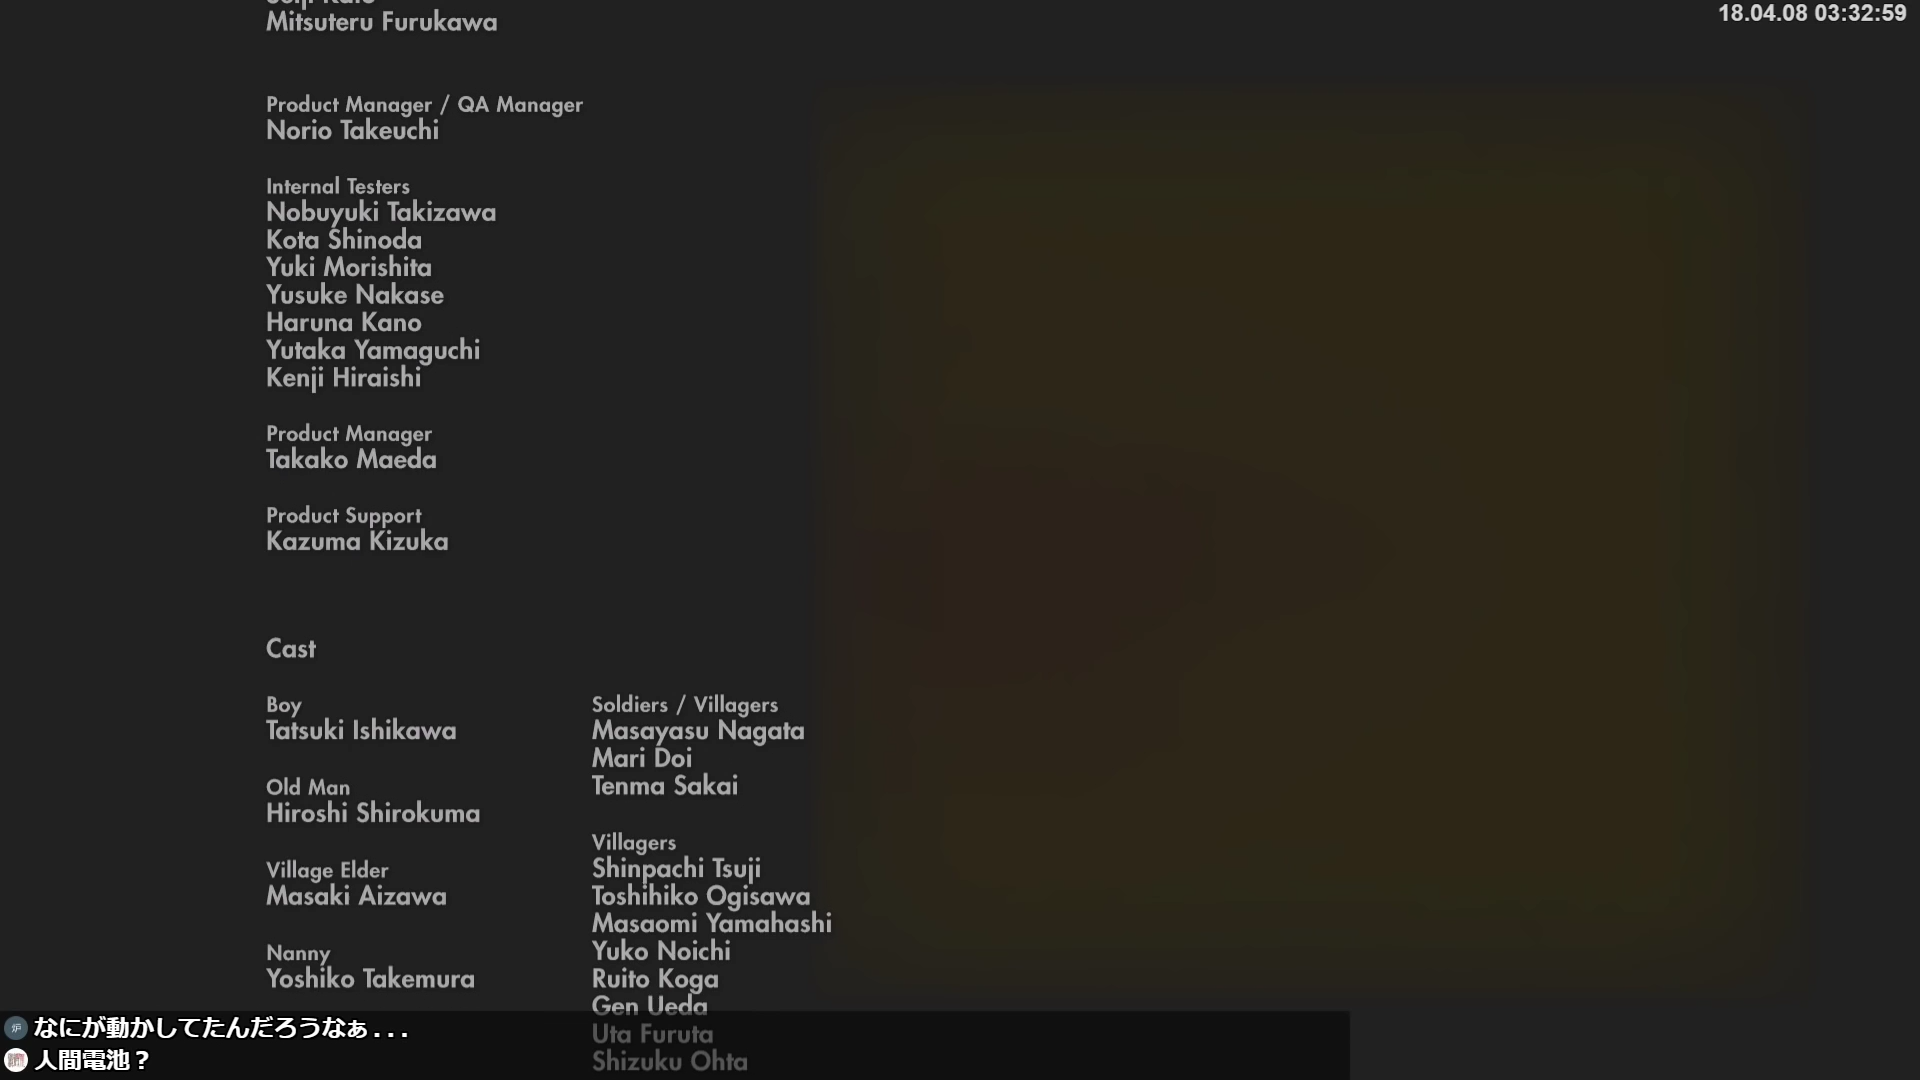 Mitsuteru Furukawa
18.04.08 03:32:59
Product Manager / QA Manager
Norio Takeuchi
Internal Testers
Nobuyuki Takizawa
Kota Shinoda
Yuki Morishita
Yusuke Nakase
Haruna Kano
Yutaka Yamaguchi
Kenji Hiraishi
Product Manager
Takako Maeda
Product Support
Kazuma Kizuka
Cast
Boy
Tatsuki Ishikawa
Old Man
Hiroshi Shirokuma
Village Elder
Masaki Aizawa
Nanny
Yoshiko Takemura
Soldiers / Villagers
Masayasu Nagata
Mari Doi
Tenma Sakai
Villagers
Shinpachi Tsuji
Toshihiko Ogisawa
Masaomi Yamahashi
Yuko Noichi
Ruito Koga
Gen Ueda
Uta Furuta
Shizuku Ohta
なにが動かしてたんだろうなぁ...
人間電池？